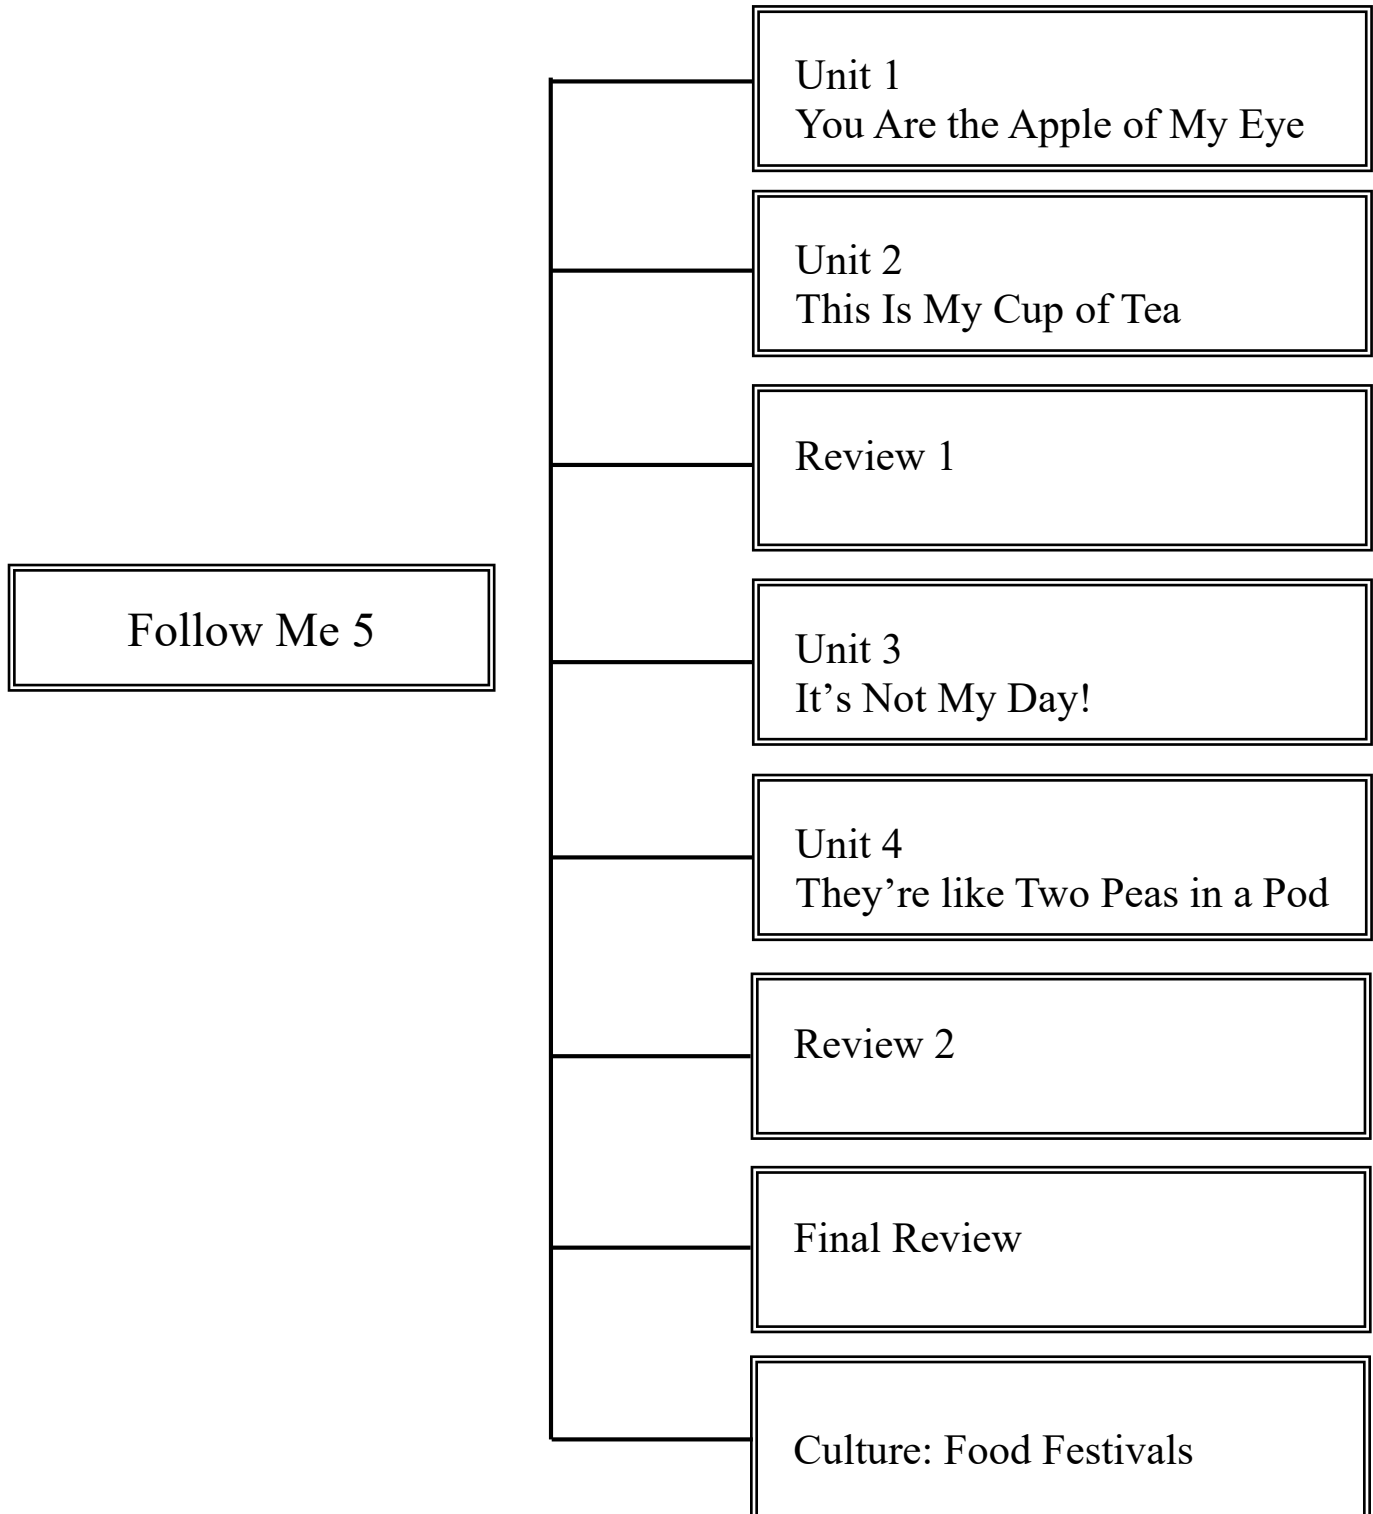 Follow Me 5
Unit 1
You Are the Apple of My Eye
Unit 2
This Is My Cup of Tea
Review 1
Unit 3
It’s Not My Day!
Unit 4
They’re like Two Peas in a Pod
Review 2
Final Review
Culture: Food Festivals